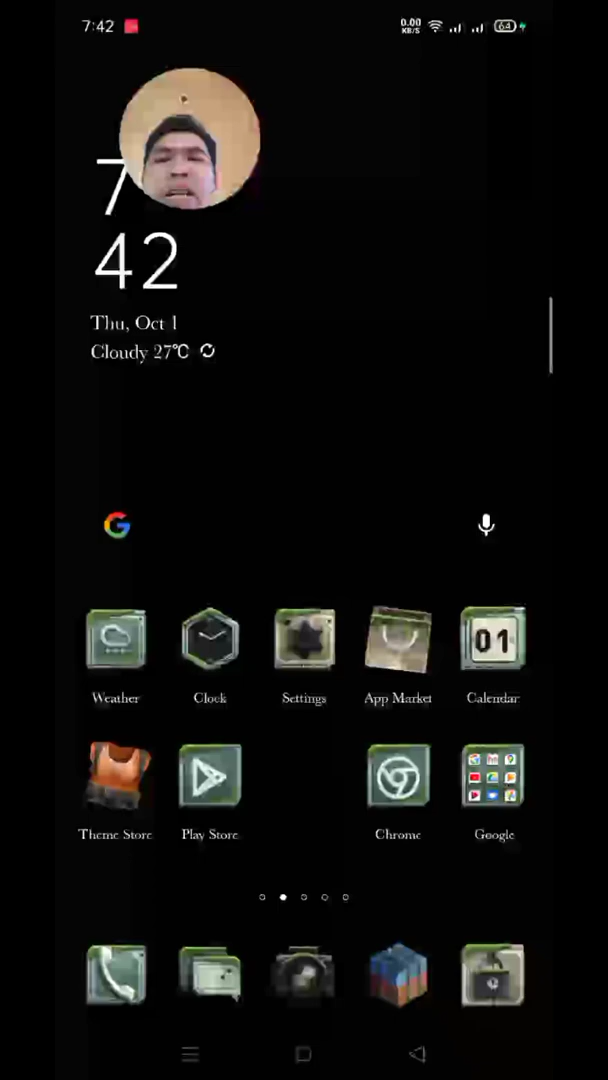 7:42
0.00
KB/S
64
7
42
Thu, Oct 1
Cloudy 27℃
G
Weather
Clock
Settings
App Market
01
Calendar
Theme Store
Play Store
Chrome
Google